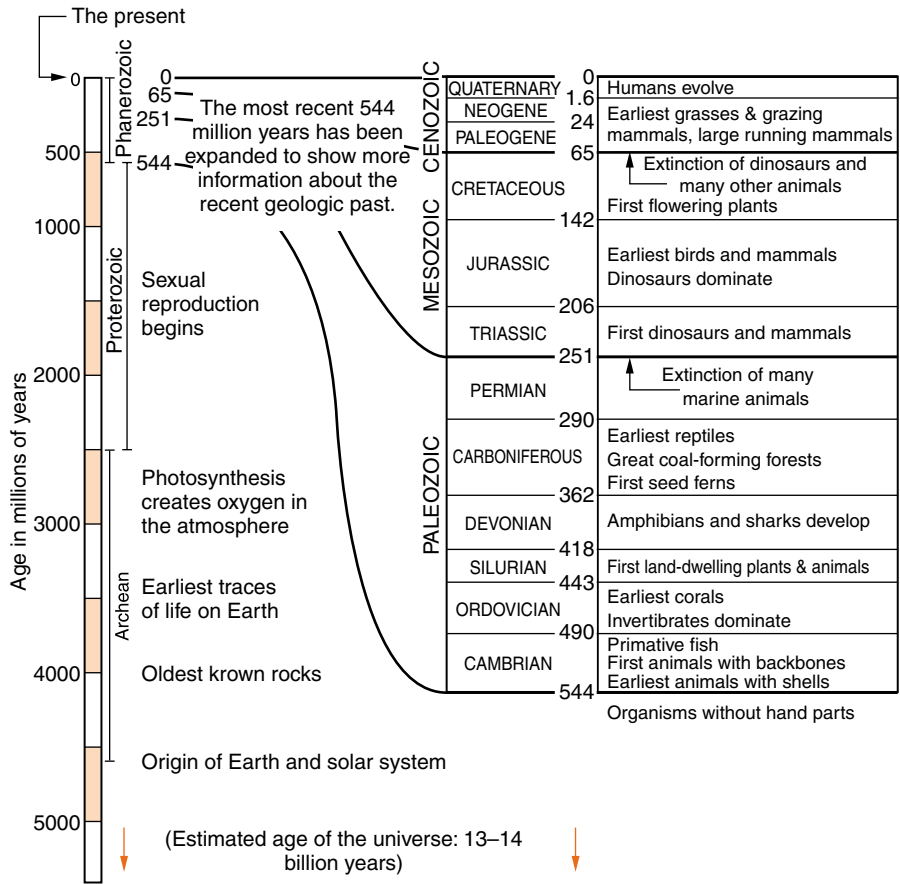 The present
Age in millions of years
0
500
1000
2000
3000
4000
5000
Phanerozoic
Proterozoic
Archean
0
65
251
544
The most recent 544
million years has been
expanded to show more
information about the
recent geologic past.
Sexual
reproduction
begins
Photosynthesis
creates oxygen in
the atmosphere
Earliest traces
of life on Earth
Oldest krown rocks
Origin of Earth and solar system
(Estimated age of the universe: 13–14
billion years)
CENOZOIC
MESOZOIC
PALEOZOIC
0
QUATERNARY
Humans evolve
1.6
NEOGENE
24
Earliest grasses & grazing
mammals, large running mammals
PALEOGENE
65
Extinction of dinosaurs and
many other animals
CRETACEOUS
First flowering plants
142
JURASSIC
Earliest birds and mammals
Dinosaurs dominate
206
TRIASSIC
First dinosaurs and mammals
251
Extinction of many
marine animals
PERMIAN
290
CARBONIFEROUS
Earliest reptiles
Great coal-forming forests
First seed ferns
362
DEVONIAN
Amphibians and sharks develop
418
SILURIAN
First land-dwelling plants & animals
443
ORDOVICIAN
Earliest corals
Invertibrates dominate
490
CAMBRIAN
Primative fish
First animals with backbones
Earliest animals with shells
544
Organisms without hand parts